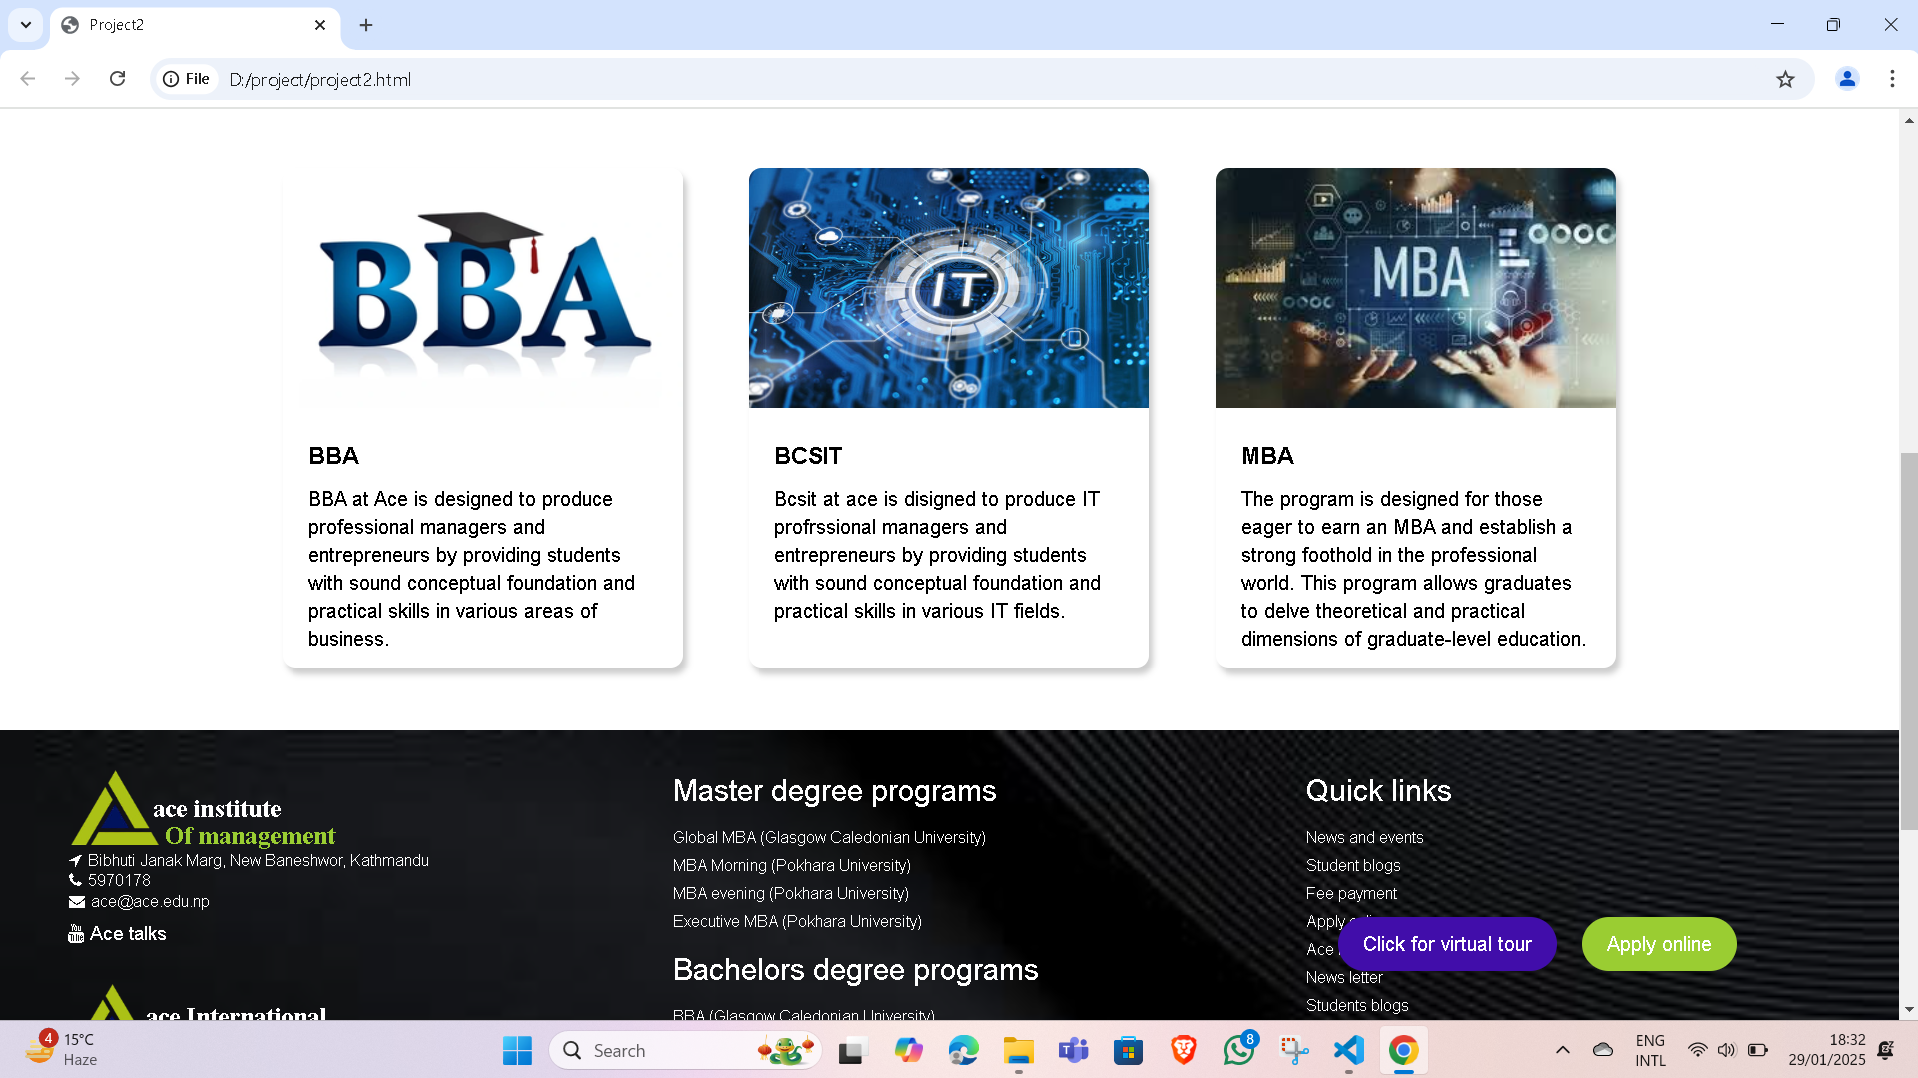 Project2
File
D:/project/project2.html
BBA
IT
MBA
BBA
BBA at Ace is designed to produce
professional managers and
entrepreneurs by providing students
with sound conceptual foundation and
practical skills in various areas of
business.
BCSIT
Bcsit at ace is disigned to produce IT
profrssional managers and
entrepreneurs by providing students
with sound conceptual foundation and
practical skills in various IT fields.
MBA
The program is designed for those
eager to earn an MBA and establish a
strong foothold in the professional
world. This program allows graduates
to delve theoretical and practical
dimensions of graduate-level education.
ace institute
Of management
Bibhuti Janak Marg, New Baneshwor, Kathmandu
5970178
ace@ace.edu.np
You
Tube
Ace talks
ace International
Master degree programs
Global MBA (Glasgow Caledonian University)
MBA Morning (Pokhara University)
MBA evening (Pokhara University)
Executive MBA (Pokhara University)
Bachelors degree programs
BBA (Glasgow Caledonian University)
Quick links
News and events
Student blogs
Fee payment
Apply
Ace
News letter
Students blogs
Click for virtual tour
Apply online
4
15°C
Haze
Search
8
ENG
INTL
18:32
29/01/2025